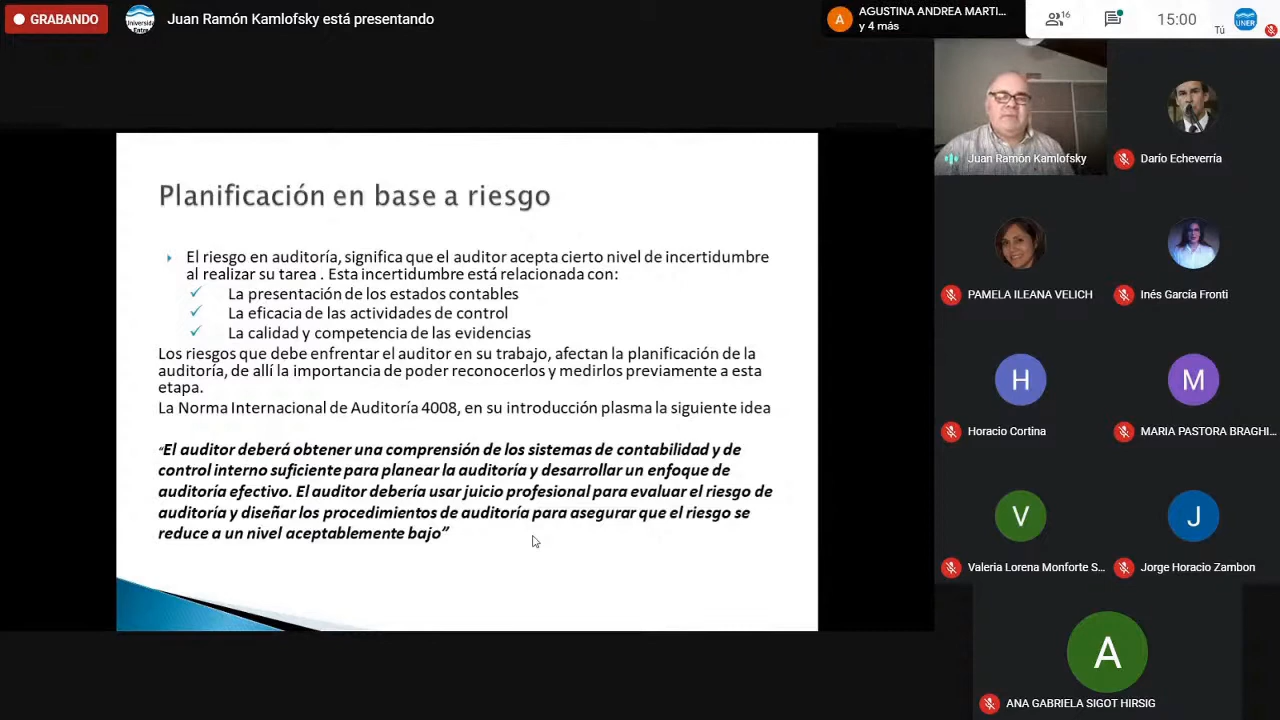 GRABANDO
Juan Ramón Kamlofsky está presentando
AGUSTINA ANDREA MARTI...
y 4 más
16
15:00
Tú
UNER
Planificación en base a riesgo
El riesgo en auditoría, significa que el auditor acepta cierto nivel de incertidumbre
al realizar su tarea . Esta incertidumbre está relacionada con:
La presentación de los estados contables
La eficacia de las actividades de control
La calidad y competencia de las evidencias
Los riesgos que debe enfrentar el auditor en su trabajo, afectan la planificación de la
auditoría, de allí la importancia de poder reconocerlos y medirlos previamente a esta
etapa.
La Norma Internacional de Auditoría 4008, en su introducción plasma la siguiente idea
“El auditor deberá obtener una comprensión de los sistemas de contabilidad y de
control interno suficiente para planear la auditoría y desarrollar un enfoque de
auditoría efectivo. El auditor debería usar juicio profesional para evaluar el riesgo de
auditoría y diseñar los procedimientos de auditoría para asegurar que el riesgo se
reduce a un nivel aceptablemente bajo”
Juan Ramón Kamlofsky
Darío Echeverría
PAMELA ILEANA VELICH
Inés García Fronti
H
Horacio Cortina
M
MARIA PASTORA BRAGHI...
V
Valeria Lorena Monforte S...
J
Jorge Horacio Zambon
A
ANA GABRIELA SIGOT HIRSIG
A